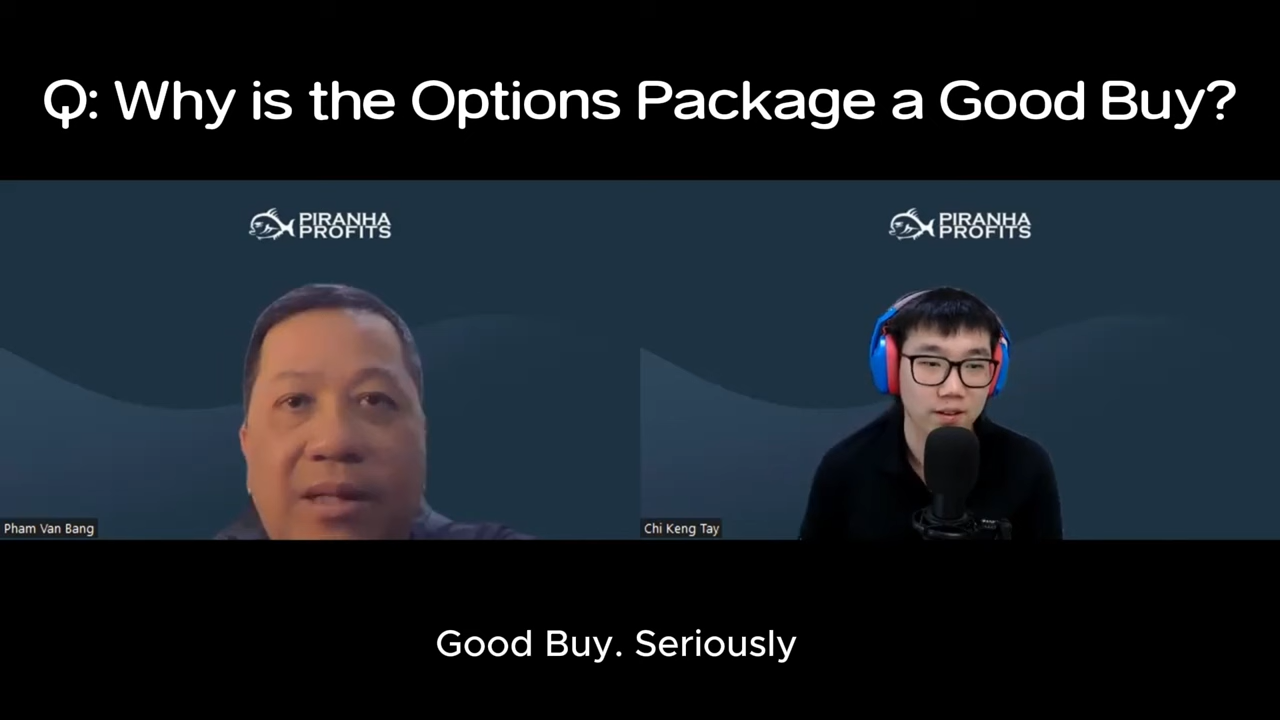 Q: Why is the Options Package a Good Buy?
PIRANHA
PROFITS
PIRANHA
PROFITS
Pham Van Bang
Chi Keng Tay
Good Buy. Seriously